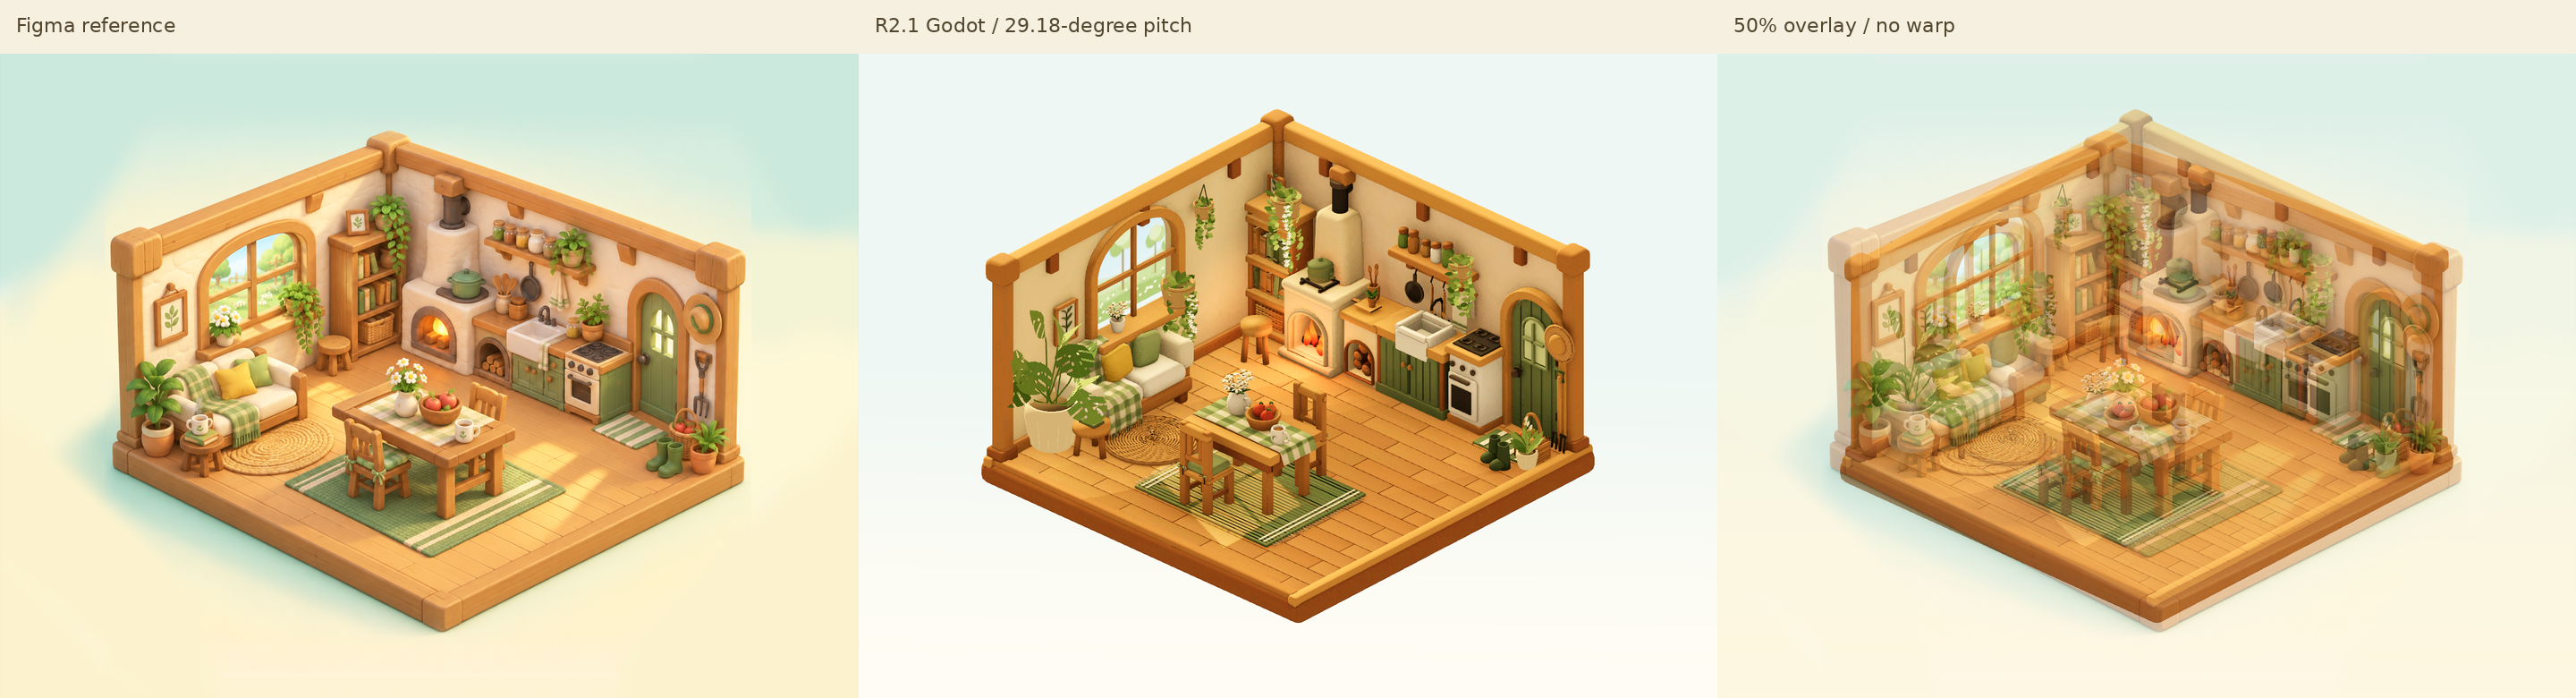 Figma reference
R2.1 Godot / 29.18-degree pitch
50% overlay / no warp